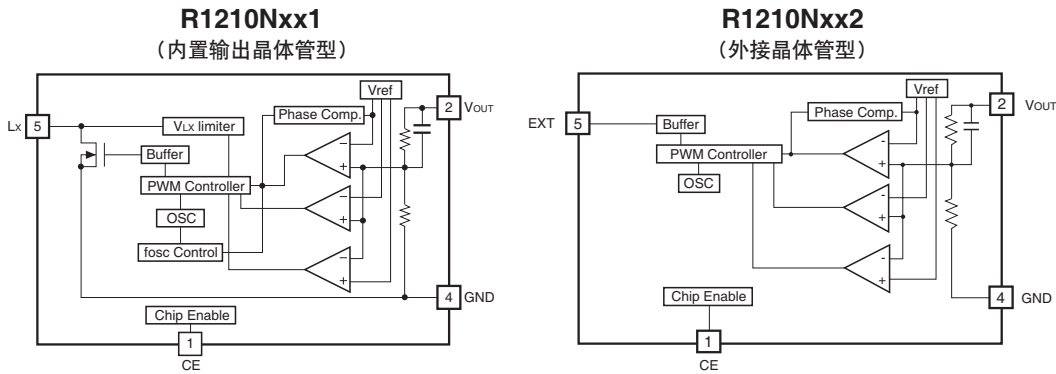 R1210Nxx1
（内置输出晶体管型）
Vref
2 VOUT
Phase Comp.
LX 5
VLX limiter
Buffer
−
+
PWM Controller
−
+
OSC
fosc Control
−
+
4 GND
Chip Enable
1
CE
R1210Nxx2
（外接晶体管型）
Vref
2 VOUT
Phase Comp.
EXT 5
Buffer
-
+
PWM Controller
OSC
-
+
-
+
4 GND
Chip Enable
1
CE